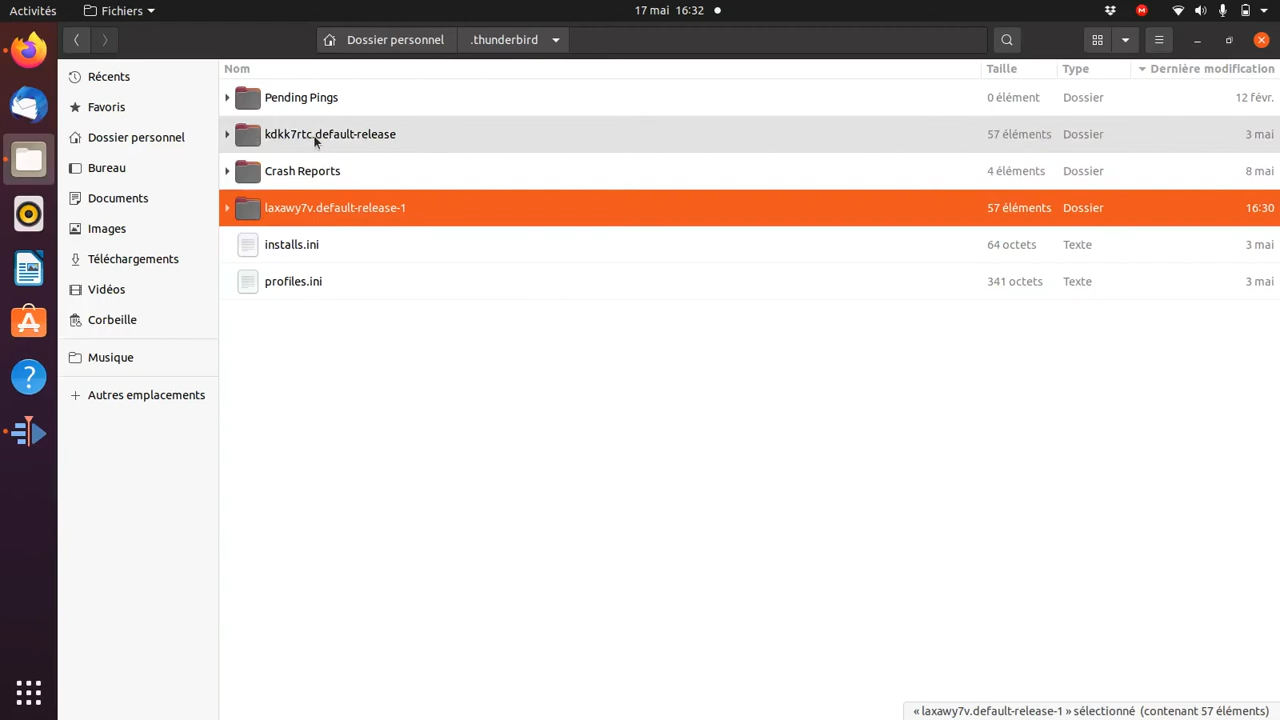 Activités
Fichiers
17 mai 16:32
Dossier personnel
.thunderbird
Récents
Favoris
Dossier personnel
Bureau
Documents
Images
Téléchargements
Vidéos
Corbeille
Musique
Autres emplacements
Nom Taille Type Dernière modification
Pending Pings 0 élément Dossier 12 févr.
kdkk7rtc.default-release 57 éléments Dossier 3 mai
Crash Reports 4 éléments Dossier 8 mai
laxawy7v.default-release-1 57 éléments Dossier 16:30
installs.ini 64 octets Texte 3 mai
profiles.ini 341 octets Texte 3 mai
« laxawy7v.default-release-1 » sélectionné (contenant 57 éléments)